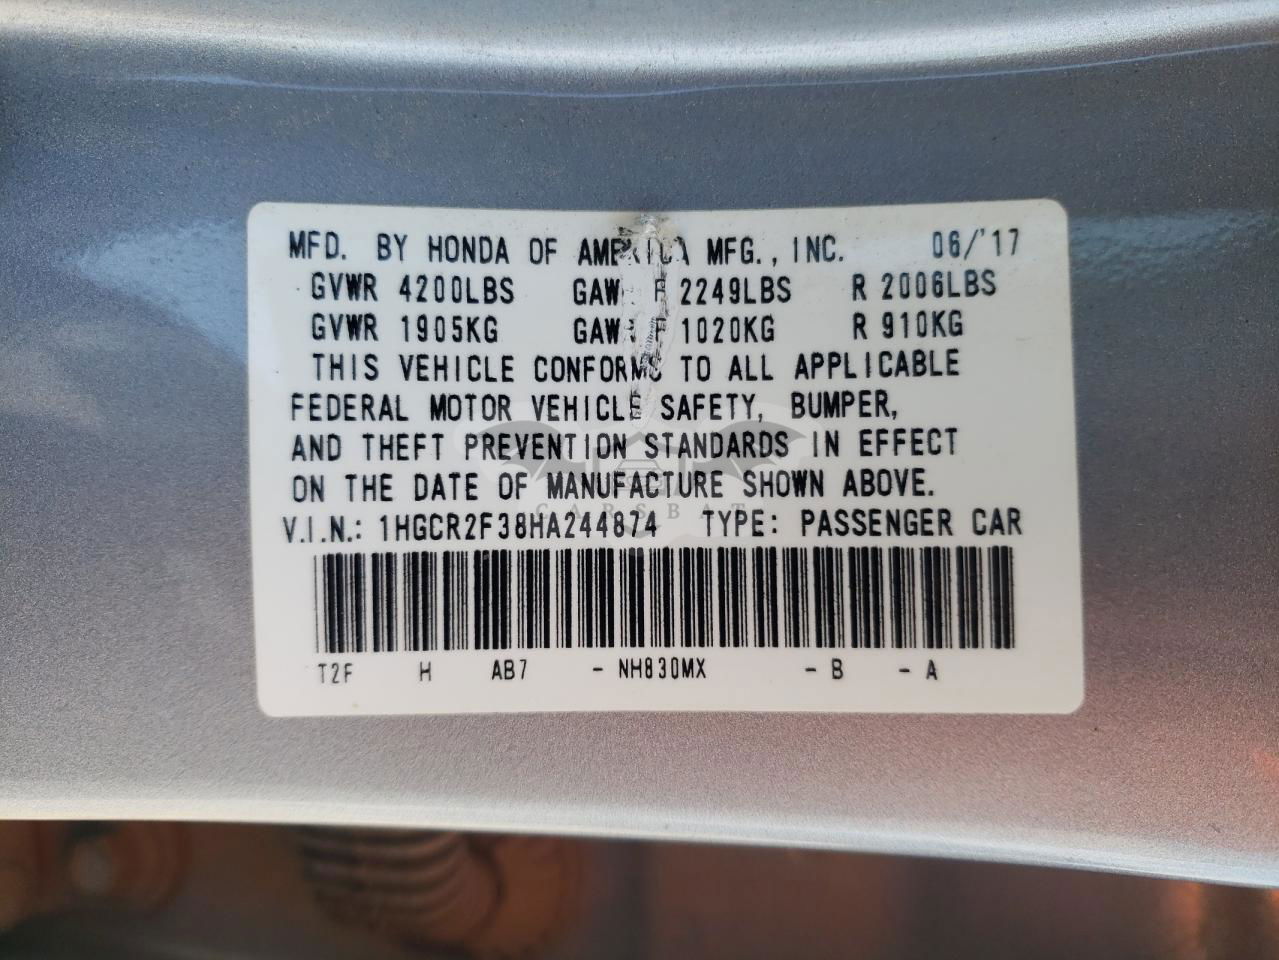 MFD. BY HONDA OF AMERICA MFG., INC. 06/'17
GVWR 4200LBS GAWR F 2249LBS R 2006LBS
GVWR 1905KG GAWR F 1020KG R 910KG
THIS VEHICLE CONFORMS TO ALL APPLICABLE
FEDERAL MOTOR VEHICLE SAFETY, BUMPER,
AND THEFT PREVENTION STANDARDS IN EFFECT
ON THE DATE OF MANUFACTURE SHOWN ABOVE.
CARSBAT
V.I.N.: 1HGCR2F38HA244874 TYPE: PASSENGER CAR
T2F H AB7 - NH830MX - B - A